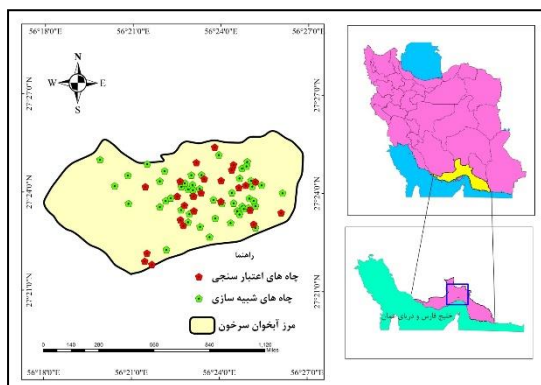 56°18'0"E 56°21'0"E 56°24'0"E 56°27'0"E
N
W E
S
27°27'0"N
27°24'0"N
27°21'0"N
27°27'0"N
27°24'0"N
27°21'0"N
راهنما
چاه های اعتبار سنجی
چاه های شبیه سازی
مرز آبخوان سرخون
0 140 280 560 840 1,120
Miles
56°18'0"E 56°21'0"E 56°24'0"E 56°27'0"E
خلیج فارس و دریای عمان